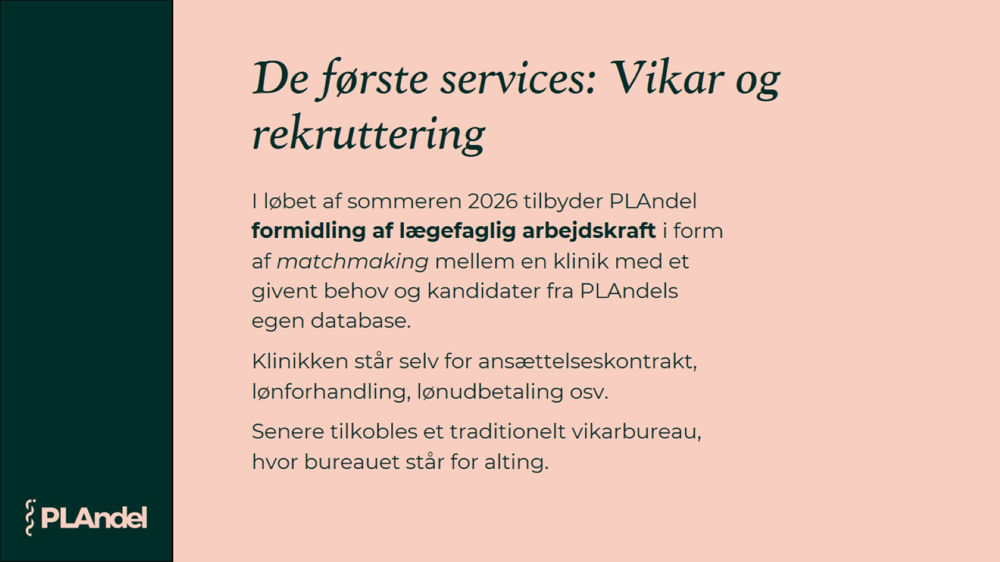 De første services: Vikar og
rekruttering
I løbet af sommeren 2026 tilbyder PLAndel
formidling af lægefaglig arbejdskraft i form
af matchmaking mellem en klinik med et
givent behov og kandidater fra PLAndels
egen database.
Klinikken står selv for ansættelseskontrakt,
lønforhandling, lønudbetaling osv.
Senere tilkobles et traditionelt vikarbureau,
hvor bureauet står for alting.
PLAndel